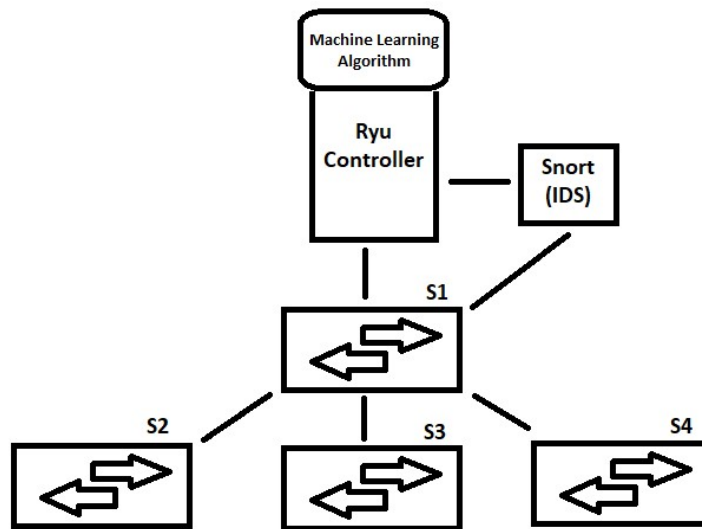 Machine Learning
Algorithm
Ryu
Controller
Snort
(IDS)
S1
S2
S3
S4